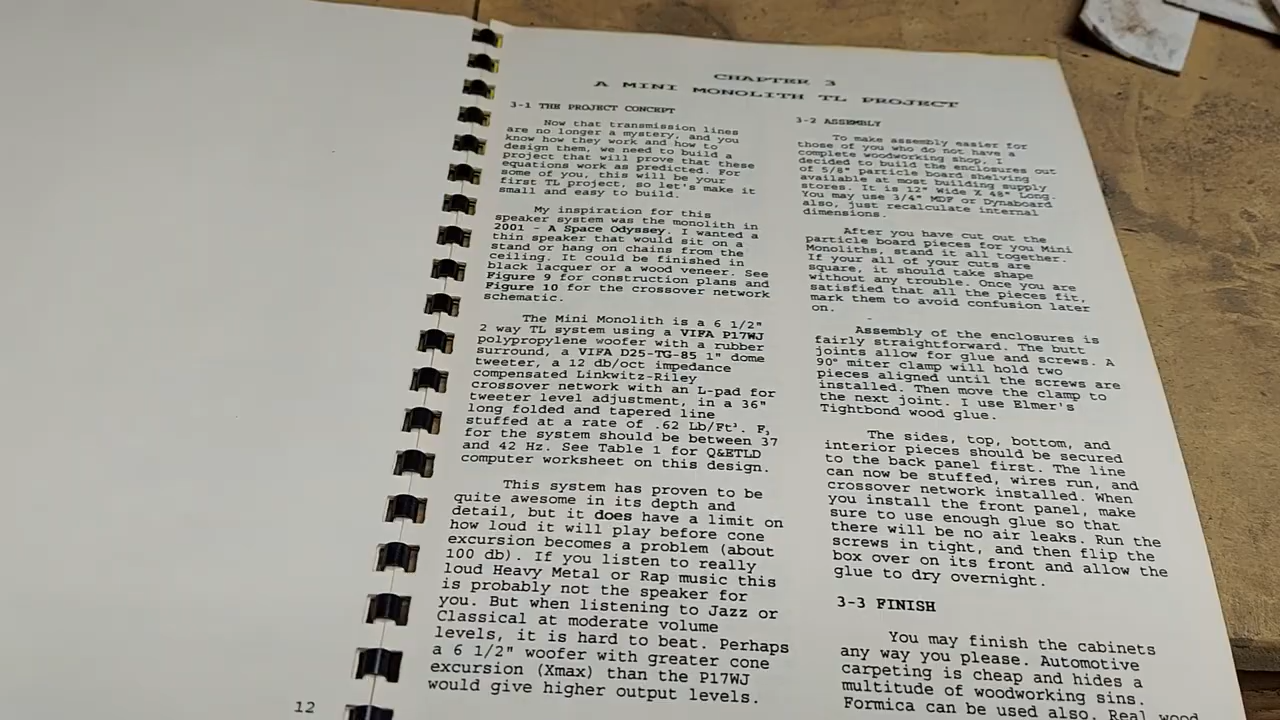 CHAPTER 3
A MINI MONOLITH TL PROJECT
3-1 THE PROJECT CONCEPT
Now that transmission lines
are no longer a mystery, and you
know how they work and how to
design them, we need to build a
project that will prove that these
equations work as predicted. For
some of you, this will be your
first TL project, so let's make it
small and easy to build.
My inspiration for this
speaker system was the monolith in
2001 - A Space Odyssey. I wanted a
thin speaker that would sit on a
stand or hang on chains from the
ceiling. It could be finished in
black lacquer or a wood veneer. See
Figure 9 for construction plans and
Figure 10 for the crossover network
schematic.
The Mini Monolith is a 6 1/2"
2 way TL system using a VIFA P17WJ
polypropylene woofer with a rubber
surround, a VIFA D25-TG-85 1" dome
tweeter, a 12 db/oct impedance
compensated Linkwitz-Riley
crossover network with an L-pad for
tweeter level adjustment, in a 36"
long folded and tapered line
stuffed at a rate of .62 Lb/Ft³. F₃
for the system should be between 37
and 42 Hz. See Table 1 for Q&ETLD
computer worksheet on this design.
This system has proven to be
quite awesome in its depth and
detail, but it does have a limit on
how loud it will play before cone
excursion becomes a problem (about
100 db). If you listen to really
loud Heavy Metal or Rap music this
is probably not the speaker for
you. But when listening to Jazz or
Classical at moderate volume
levels, it is hard to beat. Perhaps
a 6 1/2" woofer with greater cone
excursion (Xmax) than the P17WJ
would give higher output levels.
12
3-2 ASSEMBLY
To make assembly easier for
those of you who do not have a
complete woodworking shop, I
decided to build the enclosures out
of 5/8" particle board shelving
available at most building supply
stores. It is 12" Wide X 48" Long.
You may use 3/4" MDF or Dynaboard
also, just recalculate internal
dimensions.
After you have cut out the
particle board pieces for you Mini
Monoliths, stand it all together.
If your all of your cuts are
square, it should take shape
without any trouble. Once you are
satisfied that all the pieces fit,
mark them to avoid confusion later
on.
Assembly of the enclosures is
fairly straightforward. The butt
joints allow for glue and screws. A
90° miter clamp will hold two
pieces aligned until the screws are
installed. Then move the clamp to
the next joint. I use Elmer's
Tightbond wood glue.
The sides, top, bottom, and
interior pieces should be secured
to the back panel first. The line
can now be stuffed, wires run, and
crossover network installed. When
you install the front panel, make
sure to use enough glue so that
there will be no air leaks. Run the
screws in tight, and then flip the
box over on its front and allow the
glue to dry overnight.
3-3 FINISH
You may finish the cabinets
any way you please. Automotive
carpeting is cheap and hides a
multitude of woodworking sins.
Formica can be used also. Real wood